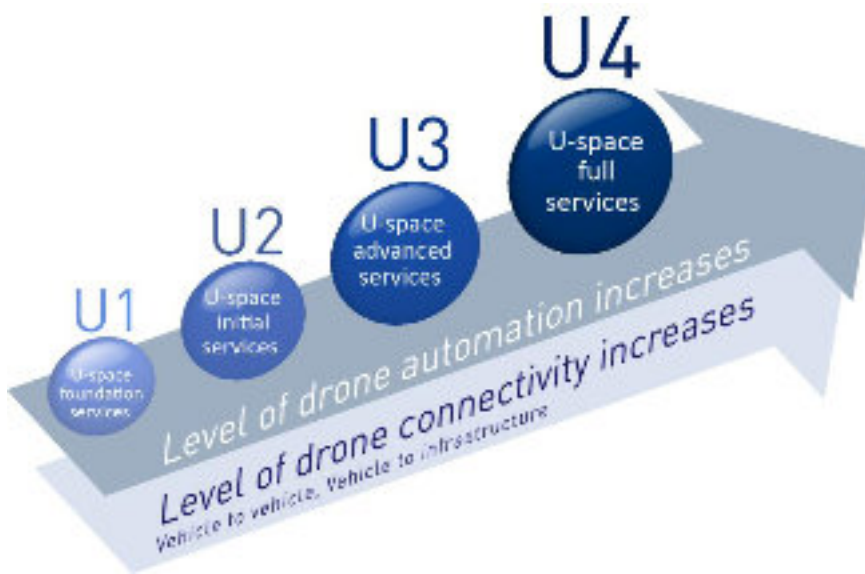 U1
U-space
foundation
services
U2
U-space
initial
services
U3
U-space
advanced
services
U4
U-space
full
services
Level of drone automation increases
Level of drone connectivity increases
Vehicle to vehicle, Vehicle to infrastructure